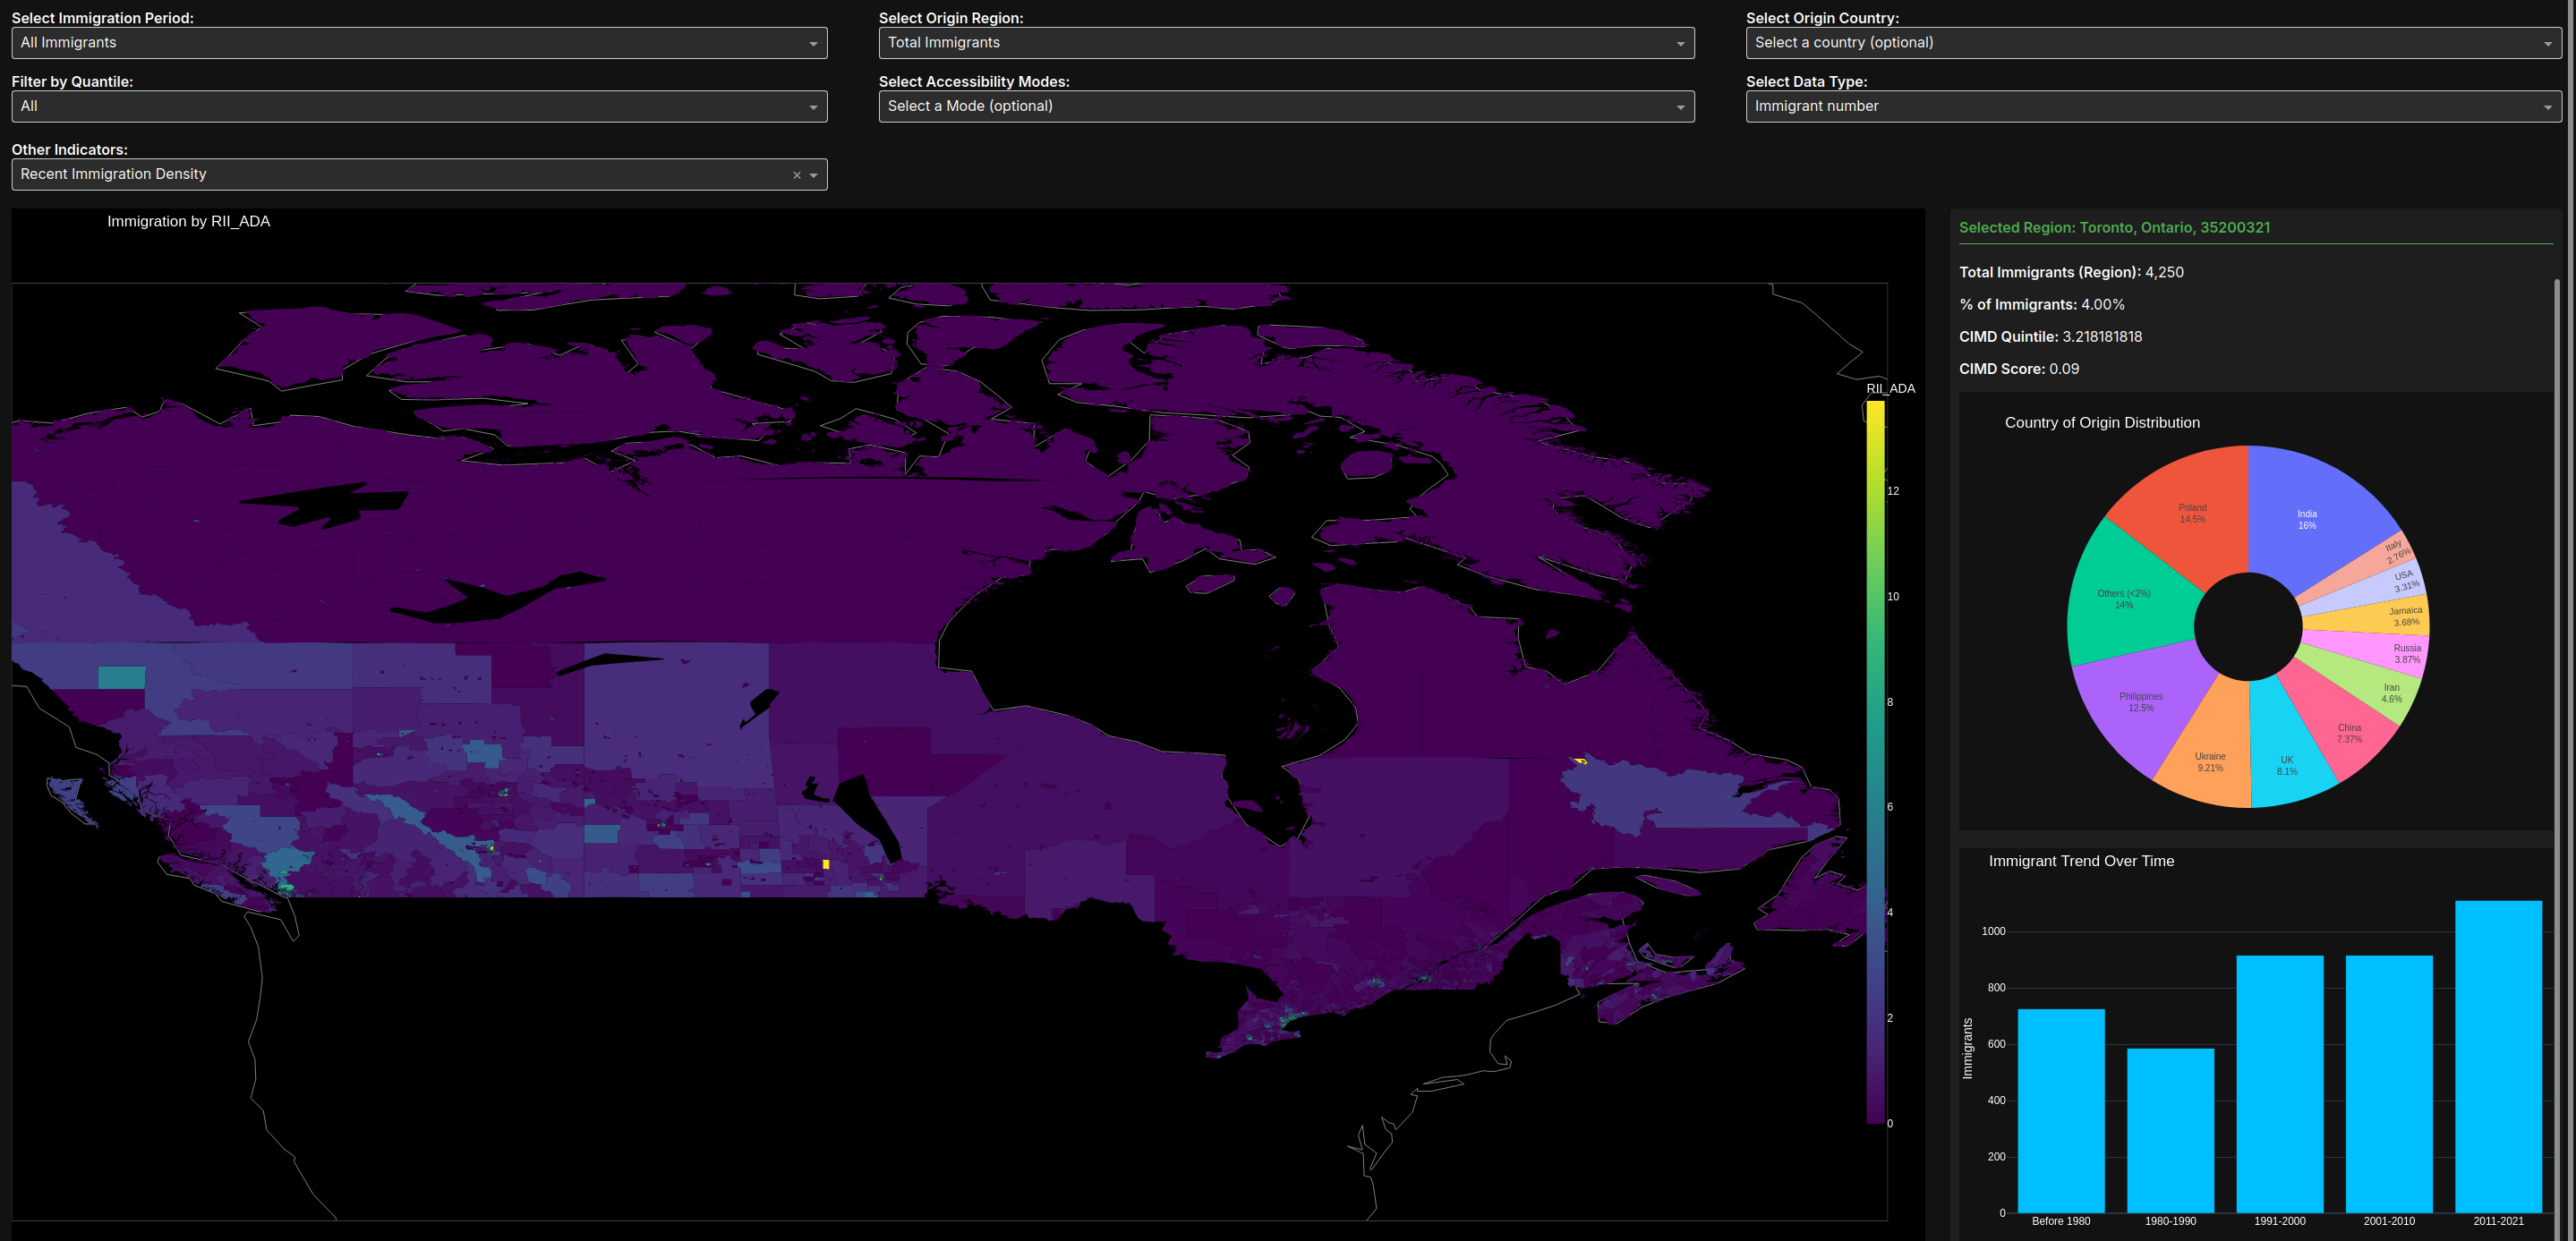 Select Immigration Period:
All Immigrants
Select Origin Region:
Total Immigrants
Select Origin Country:
Select a country (optional)
Filter by Quantile:
All
Select Accessibility Modes:
Select a Mode (optional)
Select Data Type:
Immigrant number
Other Indicators:
Recent Immigration Density
×
Immigration by RII_ADA
RII_ADA
12
10
8
6
4
2
0
Selected Region: Toronto, Ontario, 35200321
Total Immigrants (Region): 4,250
% of Immigrants: 4.00%
CIMD Quintile: 3.218181818
CIMD Score: 0.09
Country of Origin Distribution
India
16%
Italy
2.76%
USA
3.31%
Jamaica
3.68%
Russia
3.87%
Iran
4.6%
China
7.37%
UK
8.1%
Ukraine
9.21%
Philippines
12.5%
Others (<2%)
14%
Poland
14.5%
Immigrant Trend Over Time
Immigrants
1000
800
600
400
200
0
Before 1980
1980-1990
1991-2000
2001-2010
2011-2021